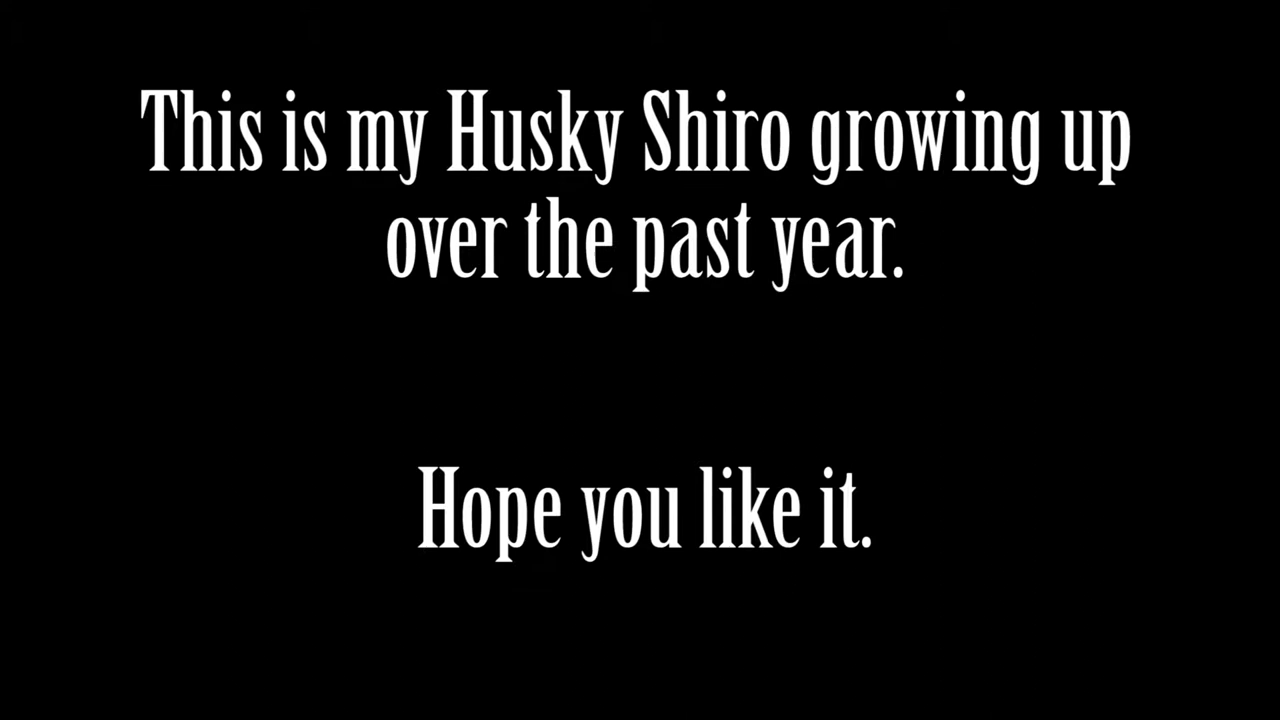 This is my Husky Shiro growing up
over the past year.
Hope you like it.